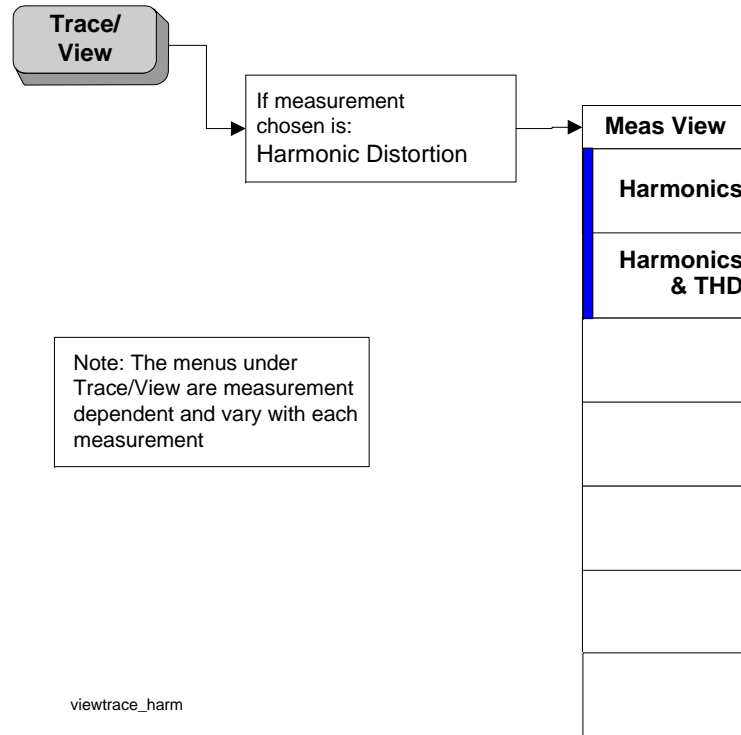 Trace/
View
If measurement
chosen is:
Harmonic Distortion
Meas View
Harmonics
Harmonics
& THD
Note: The menus under
Trace/View are measurement
dependent and vary with each
measurement
viewtrace_harm